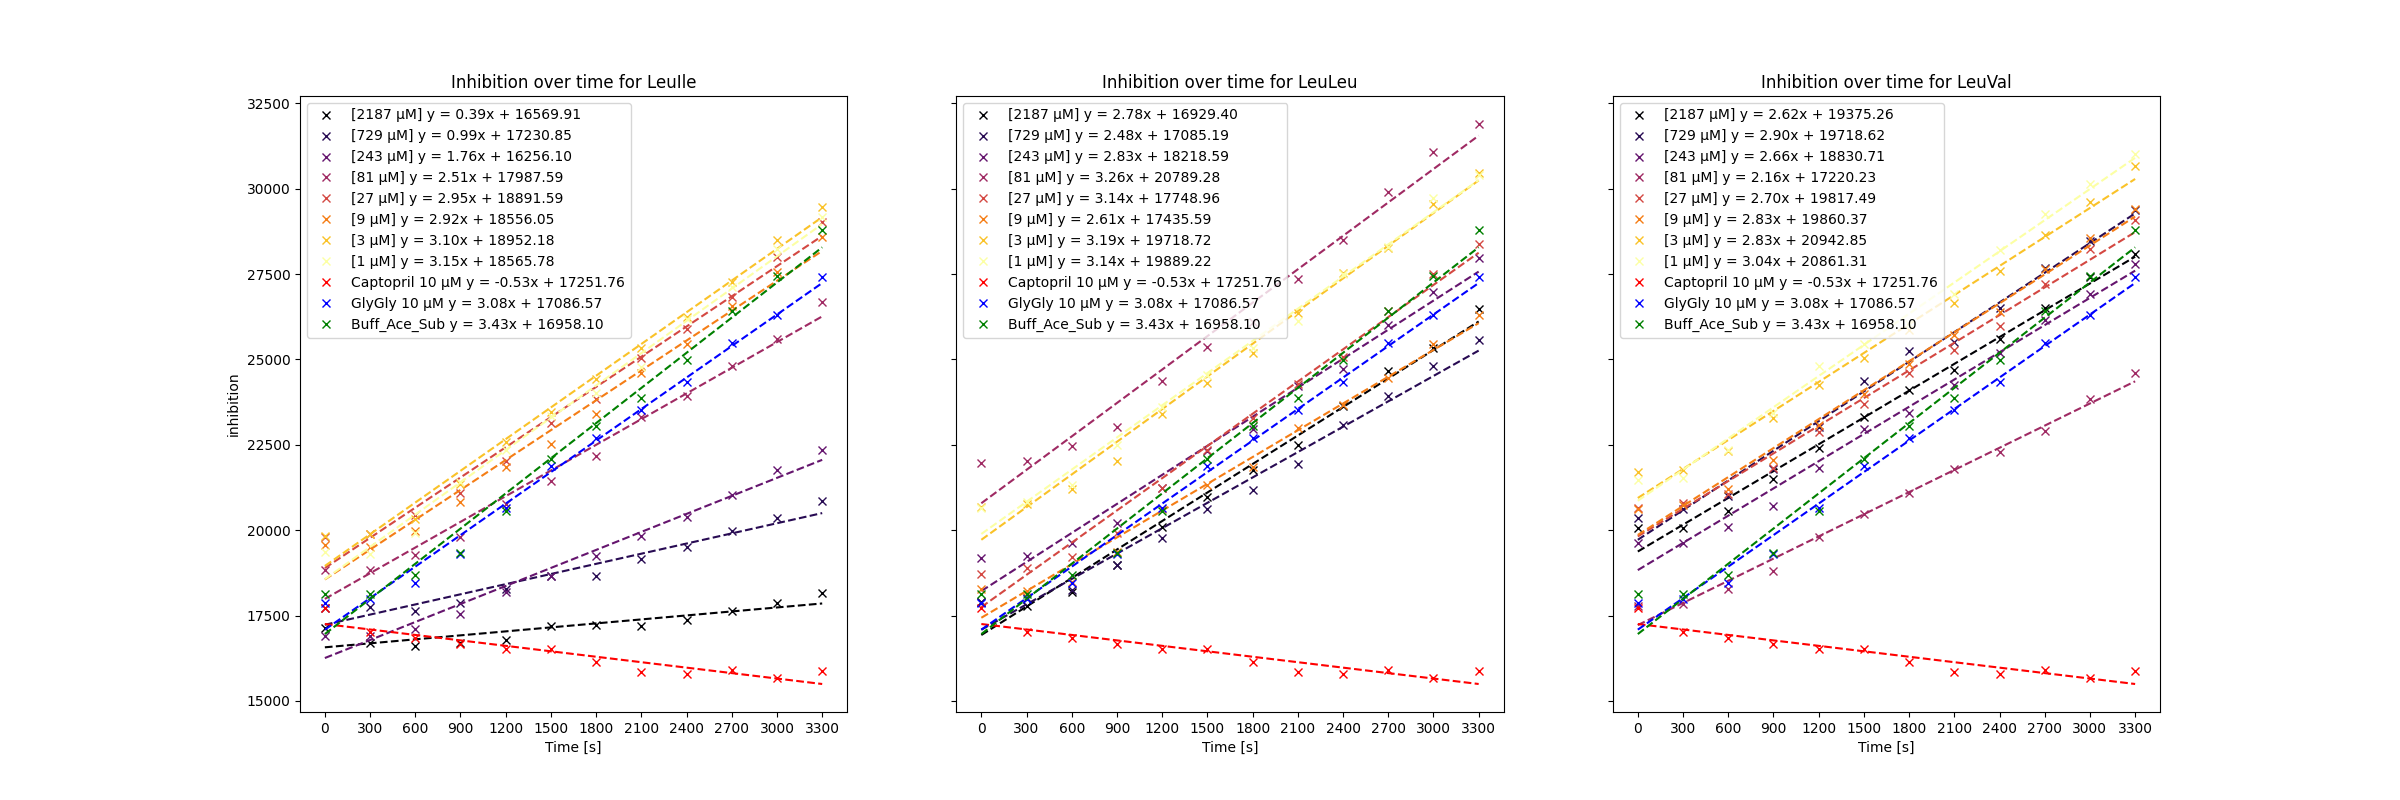 Inhibition over time for LeuIle
32500
30000
27500
25000
22500
20000
17500
15000
inhibition
[2187 µM] y = 0.39x + 16569.91
[729 µM] y = 0.99x + 17230.85
[243 µM] y = 1.76x + 16256.10
[81 µM] y = 2.51x + 17987.59
[27 µM] y = 2.95x + 18891.59
[9 µM] y = 2.92x + 18556.05
[3 µM] y = 3.10x + 18952.18
[1 µM] y = 3.15x + 18565.78
Captopril 10 µM y = -0.53x + 17251.76
GlyGly 10 µM y = 3.08x + 17086.57
Buff_Ace_Sub y = 3.43x + 16958.10
0 300 600 900 1200 1500 1800 2100 2400 2700 3000 3300
Time [s]
Inhibition over time for LeuLeu
[2187 µM] y = 2.78x + 16929.40
[729 µM] y = 2.48x + 17085.19
[243 µM] y = 2.83x + 18218.59
[81 µM] y = 3.26x + 20789.28
[27 µM] y = 3.14x + 17748.96
[9 µM] y = 2.61x + 17435.59
[3 µM] y = 3.19x + 19718.72
[1 µM] y = 3.14x + 19889.22
Captopril 10 µM y = -0.53x + 17251.76
GlyGly 10 µM y = 3.08x + 17086.57
Buff_Ace_Sub y = 3.43x + 16958.10
0 300 600 900 1200 1500 1800 2100 2400 2700 3000 3300
Time [s]
Inhibition over time for LeuVal
[2187 µM] y = 2.62x + 19375.26
[729 µM] y = 2.90x + 19718.62
[243 µM] y = 2.66x + 18830.71
[81 µM] y = 2.16x + 17220.23
[27 µM] y = 2.70x + 19817.49
[9 µM] y = 2.83x + 19860.37
[3 µM] y = 2.83x + 20942.85
[1 µM] y = 3.04x + 20861.31
Captopril 10 µM y = -0.53x + 17251.76
GlyGly 10 µM y = 3.08x + 17086.57
Buff_Ace_Sub y = 3.43x + 16958.10
0 300 600 900 1200 1500 1800 2100 2400 2700 3000 3300
Time [s]